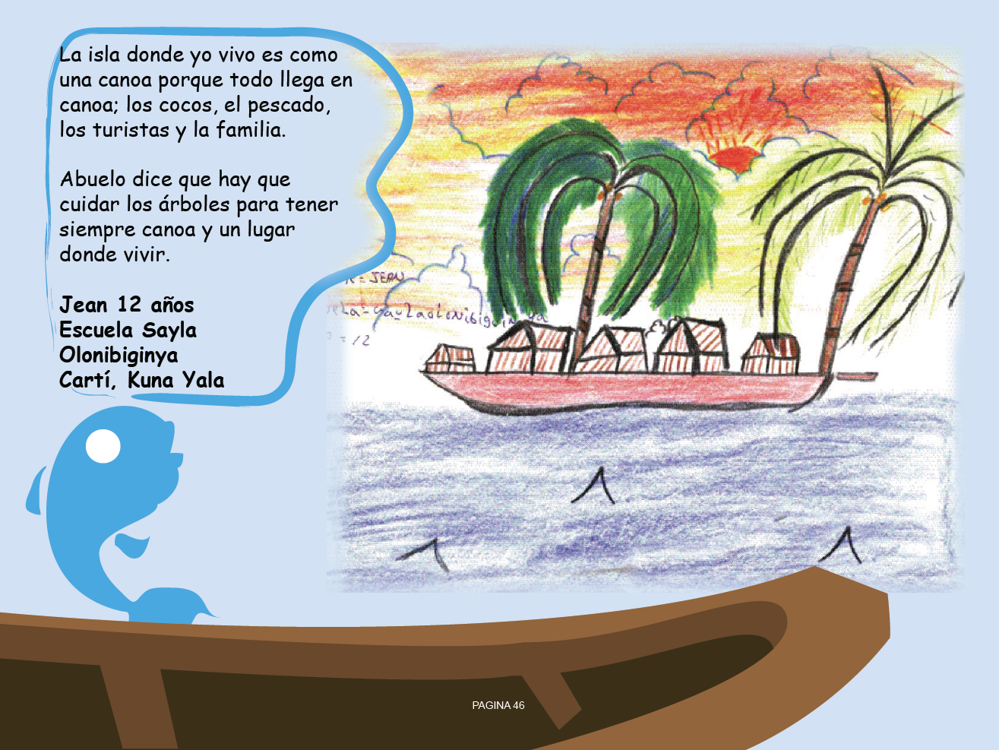 La isla donde yo vivo es como
una canoa porque todo llega en
canoa; los cocos, el pescado,
los turistas y la familia.
Abuelo dice que hay que
cuidar los árboles para tener
siempre canoa y un lugar
donde vivir.
Jean 12 años
Escuela Sayla
Olonibiginya
Cartí, Kuna Yala
= JEAN
= 12
PAGINA 46